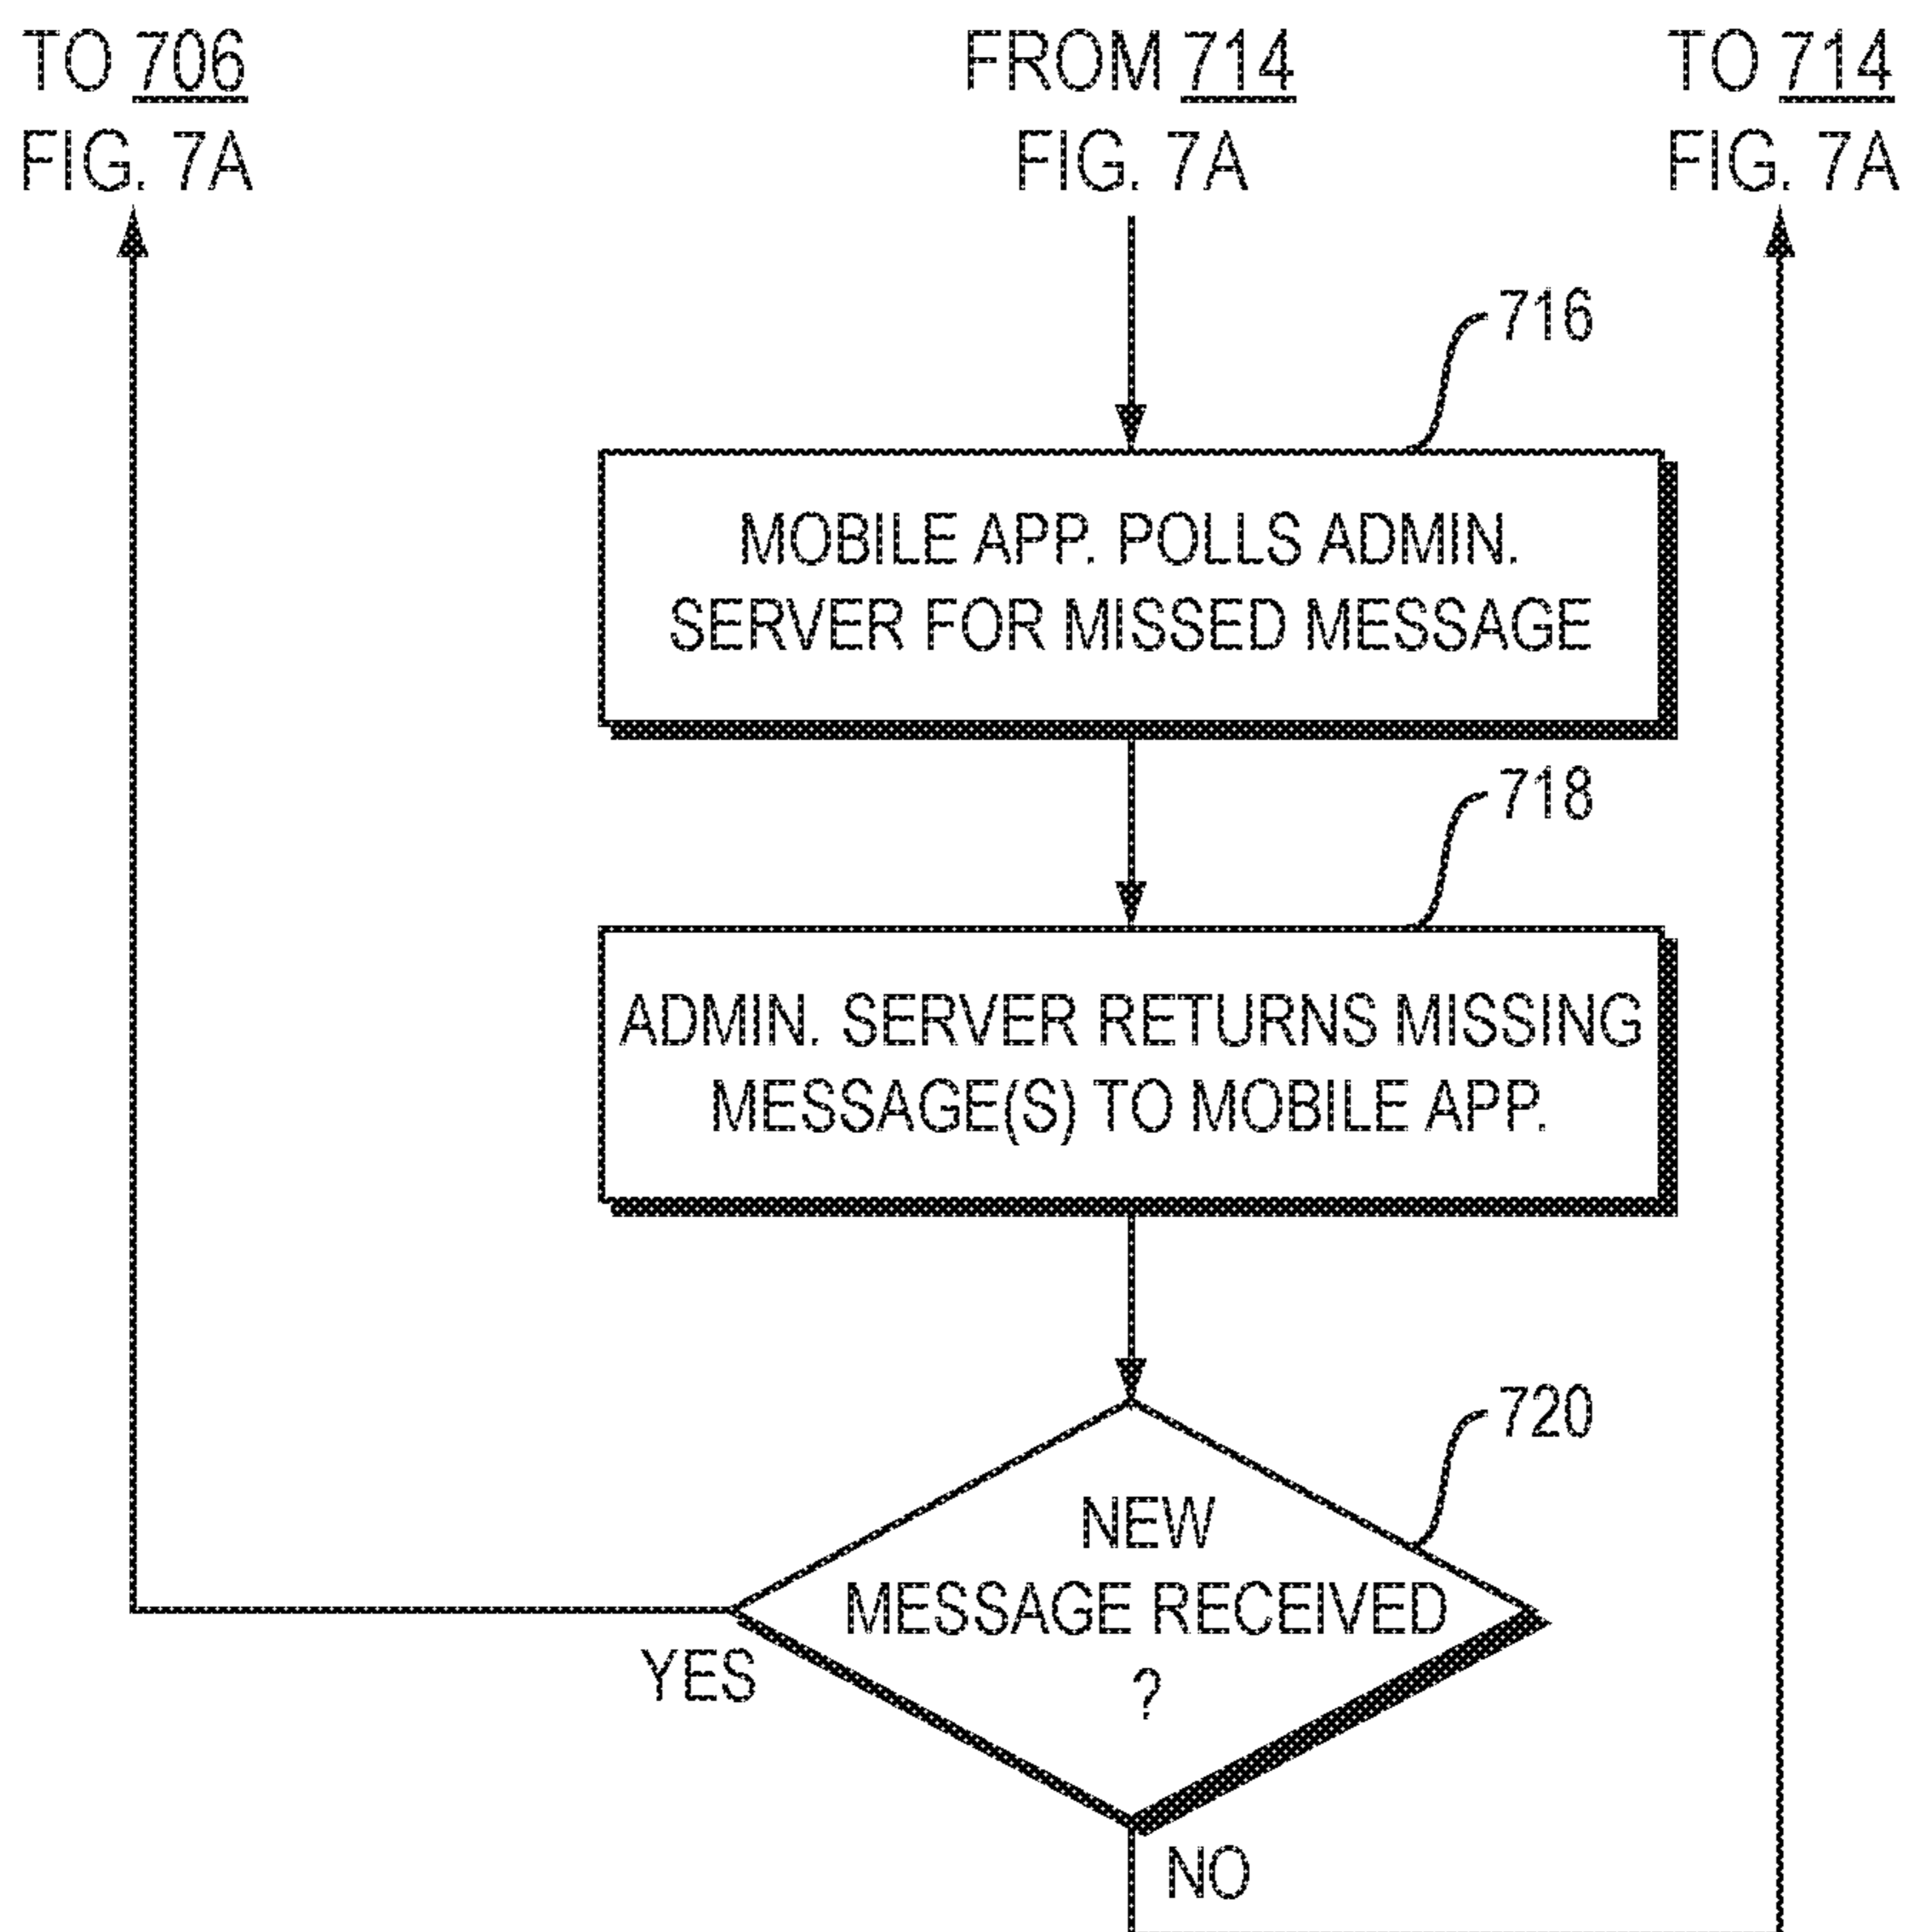 TO 706
FIG. 7A
FROM 714
FIG. 7A
TO 714
FIG. 7A
716
MOBILE APP. POLLS ADMIN.
SERVER FOR MISSED MESSAGE
718
ADMIN. SERVER RETURNS MISSING
MESSAGE(S) TO MOBILE APP.
720
NEW
MESSAGE RECEIVED
?
YES
NO